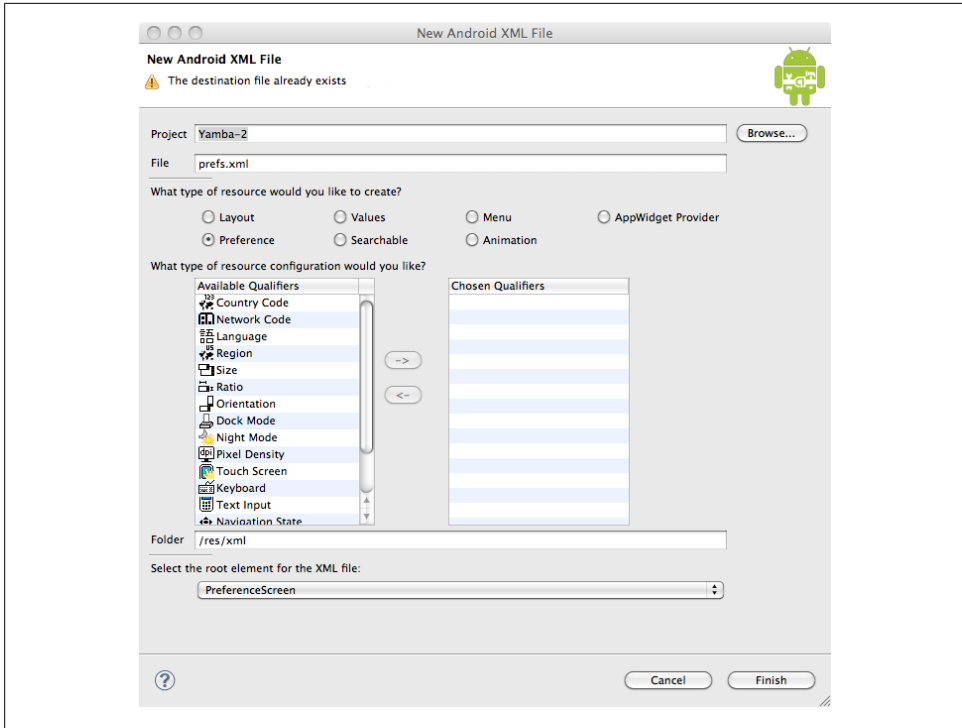 New Android XML File
New Android XML File
The destination file already exists
Project Yamba-2 Browse...
File prefs.xml
What type of resource would you like to create?
Layout Values Menu AppWidget Provider
Preference Searchable Animation
What type of resource configuration would you like?
Available Qualifiers Chosen Qualifiers
Country Code
Network Code
Language
Region
Size
Ratio
Orientation
Dock Mode
Night Mode
dpi Pixel Density
Touch Screen
Keyboard
Text Input
Navigation State
->
<-
Folder /res/xml
Select the root element for the XML file:
PreferenceScreen
? Cancel Finish